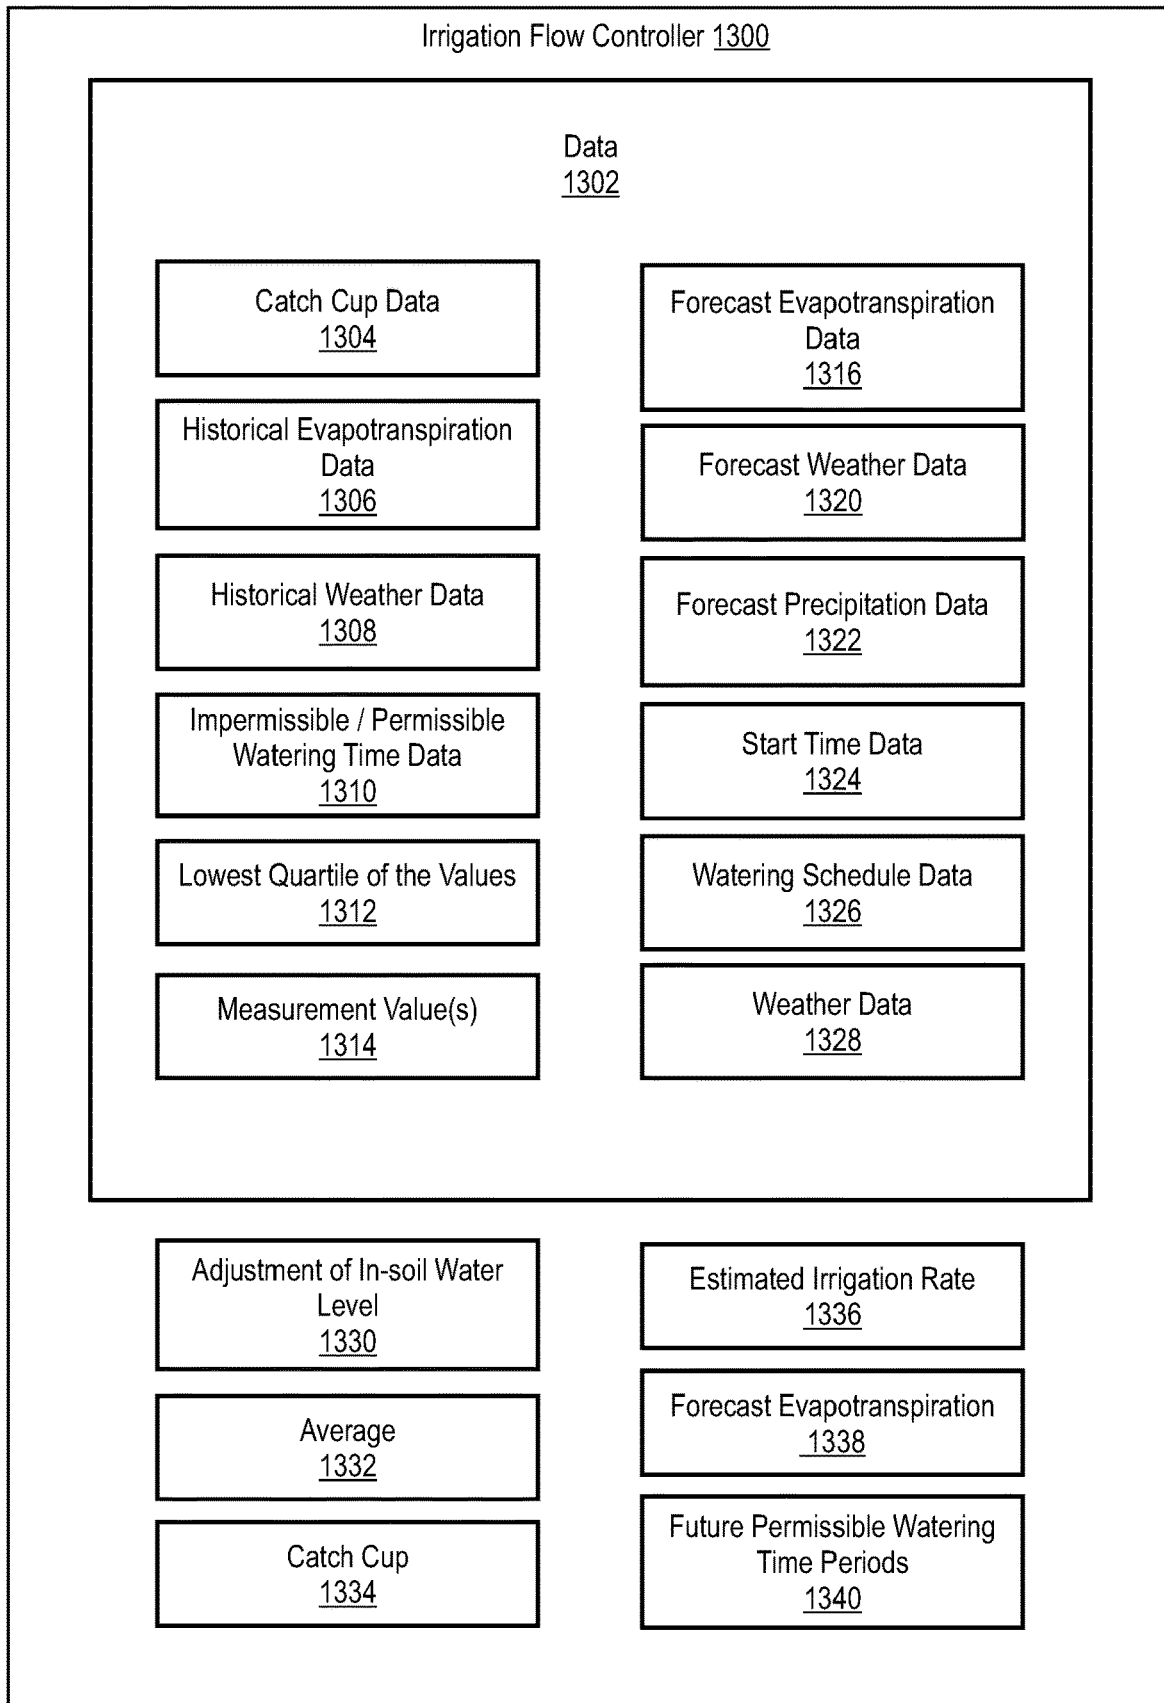 Irrigation Flow Controller 1300
Data
1302
Catch Cup Data
1304
Historical Evapotranspiration
Data
1306
Historical Weather Data
1308
Impermissible / Permissible
Watering Time Data
1310
Lowest Quartile of the Values
1312
Measurement Value(s)
1314
Forecast Evapotranspiration
Data
1316
Forecast Weather Data
1320
Forecast Precipitation Data
1322
Start Time Data
1324
Watering Schedule Data
1326
Weather Data
1328
Adjustment of In-soil Water
Level
1330
Average
1332
Catch Cup
1334
Estimated Irrigation Rate
1336
Forecast Evapotranspiration
1338
Future Permissible Watering
Time Periods
1340